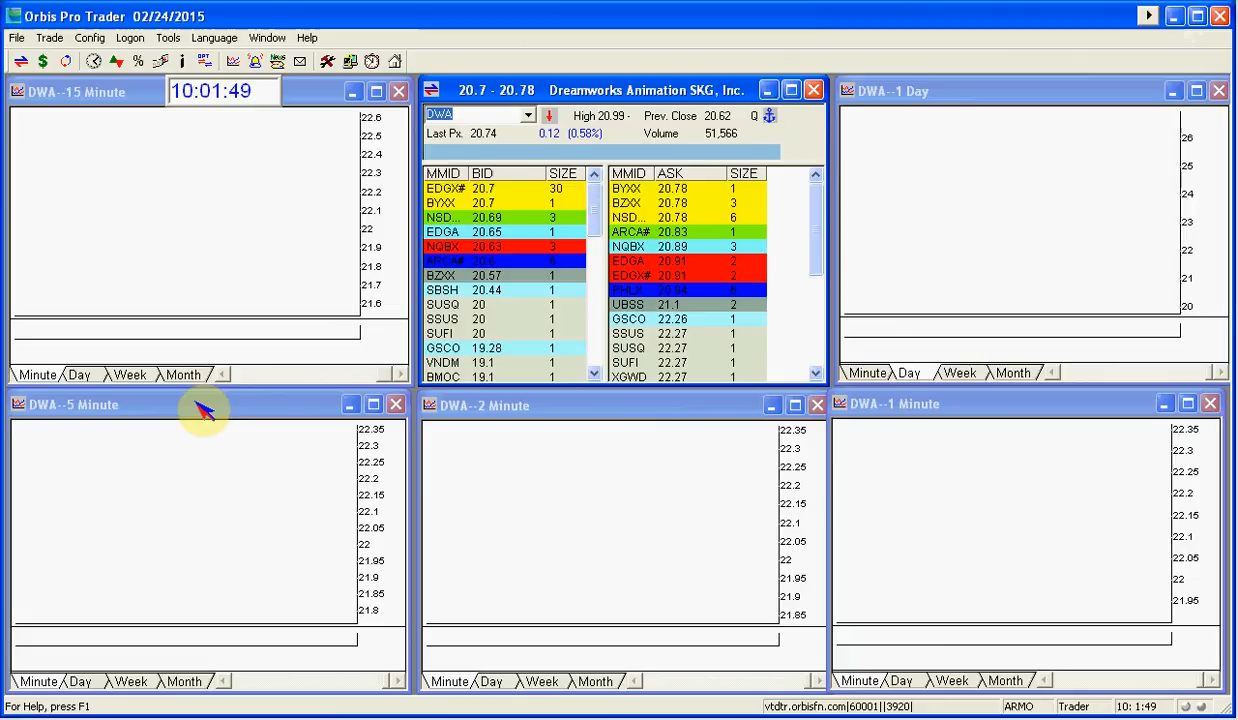 Orbis Pro Trader 02/24/2015
File Trade Config Logon Tools Language Window Help
DWA--15 Minute
10:01:49
22.6
22.5
22.4
22.3
22.2
22.1
22
21.9
21.8
21.7
21.6
Minute Day Week Month
20.7 - 20.78 Dreamworks Animation SKG, Inc.
DWA High 20.99 - Prev. Close 20.62 Q
Last Px. 20.74 0.12 (0.58%) Volume 51,566
MMID BID SIZE
EDGX# 20.7 30
BYXX 20.7 1
NSD... 20.69 3
EDGA 20.65 1
NQBX 20.63 3
ARCA# 20.6 6
BZXX 20.57 1
SBSH 20.44 1
SUSQ 20 1
SSUS 20 1
SUFI 20 1
GSCO 19.28 1
VNDM 19.1 1
BMOC 19.1 1
MMID ASK SIZE
BYXX 20.78 1
BZXX 20.78 3
NSD... 20.78 6
ARCA# 20.83 1
NQBX 20.89 3
EDGA 20.91 2
EDGX# 20.91 2
PHLX 20.94
UBSS 21.1 2
GSCO 22.26 1
SSUS 22.27 1
SUSQ 22.27 1
SUFI 22.27 1
XGWD 22.27 1
DWA--1 Day
26
25
24
23
22
21
20
Minute Day Week Month
DWA--5 Minute
22.35
22.3
22.25
22.2
22.15
22.1
22.05
22
21.95
21.9
21.85
21.8
Minute Day Week Month
DWA--2 Minute
22.35
22.3
22.25
22.2
22.15
22.1
22.05
22
21.95
21.9
21.85
Minute Day Week Month
DWA--1 Minute
22.35
22.3
22.25
22.2
22.15
22.1
22.05
22
21.95
Minute Day Week Month
For Help, press F1
vtdtr.orbisfn.com|60001||3920|
ARMO
Trader
10: 1:49